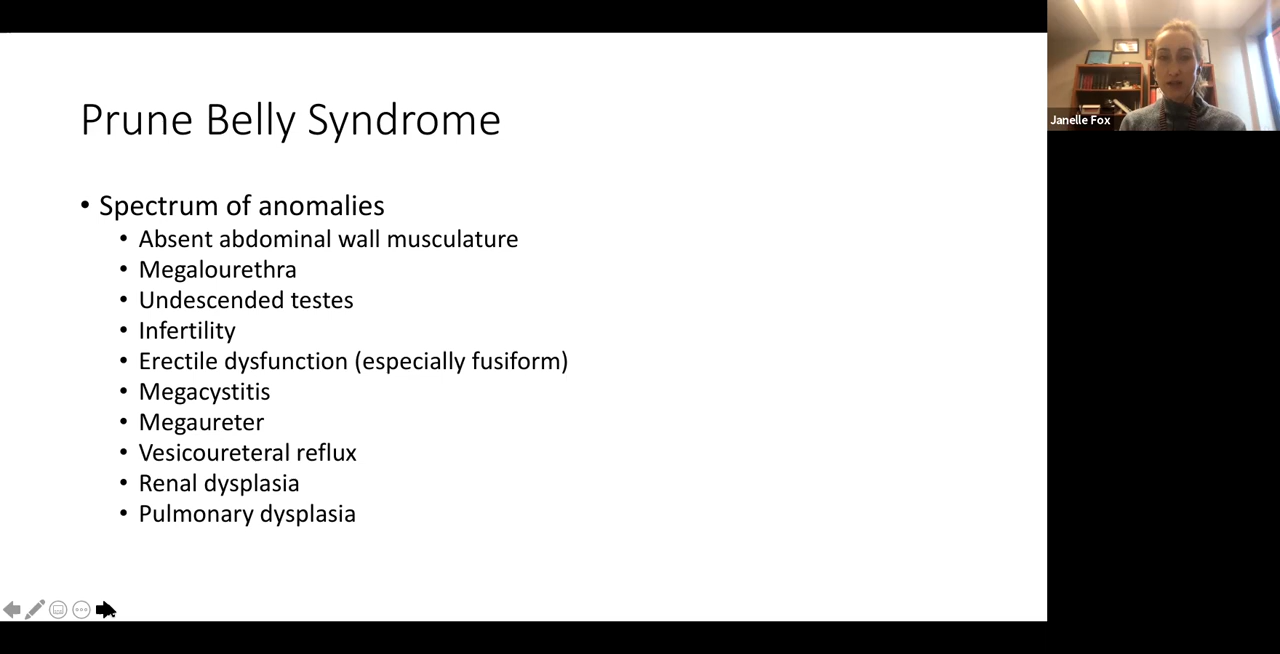 Prune Belly Syndrome
• Spectrum of anomalies
• Absent abdominal wall musculature
• Megalourethra
• Undescended testes
• Infertility
• Erectile dysfunction (especially fusiform)
• Megacystitis
• Megaureter
• Vesicoureteral reflux
• Renal dysplasia
• Pulmonary dysplasia
Janelle Fox